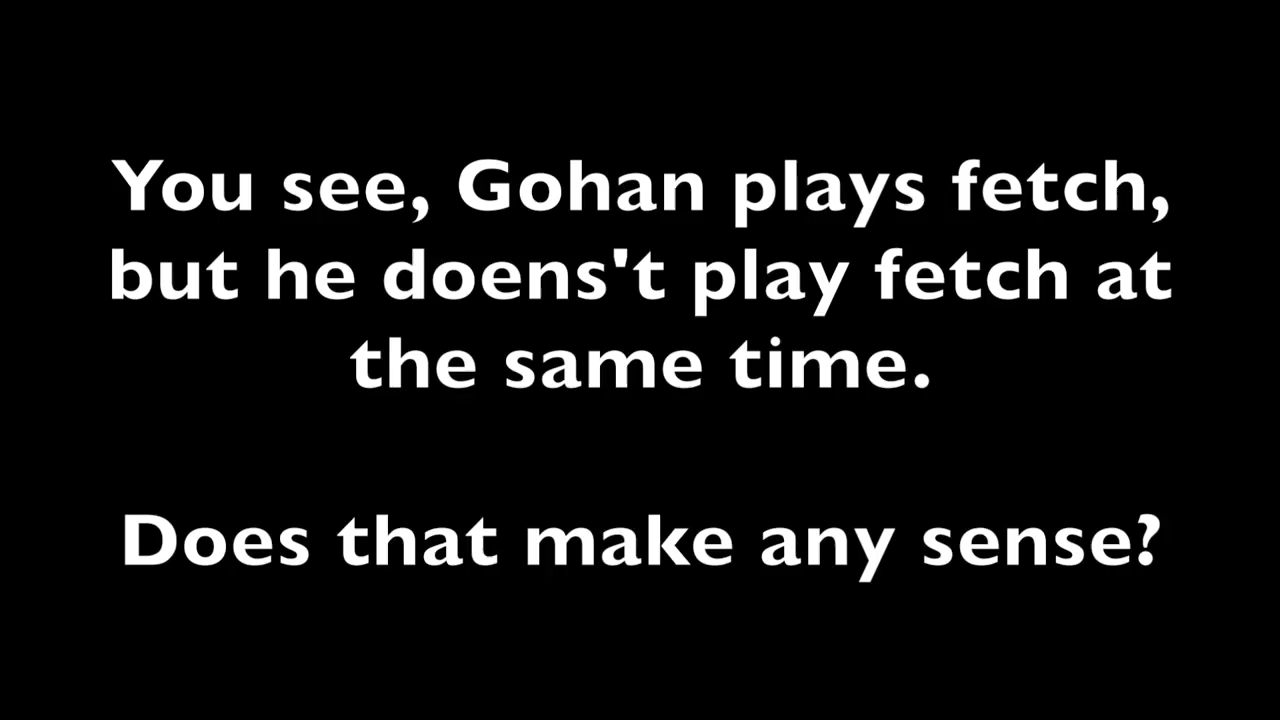 You see, Gohan plays fetch,
but he doens't play fetch at
the same time.
Does that make any sense?